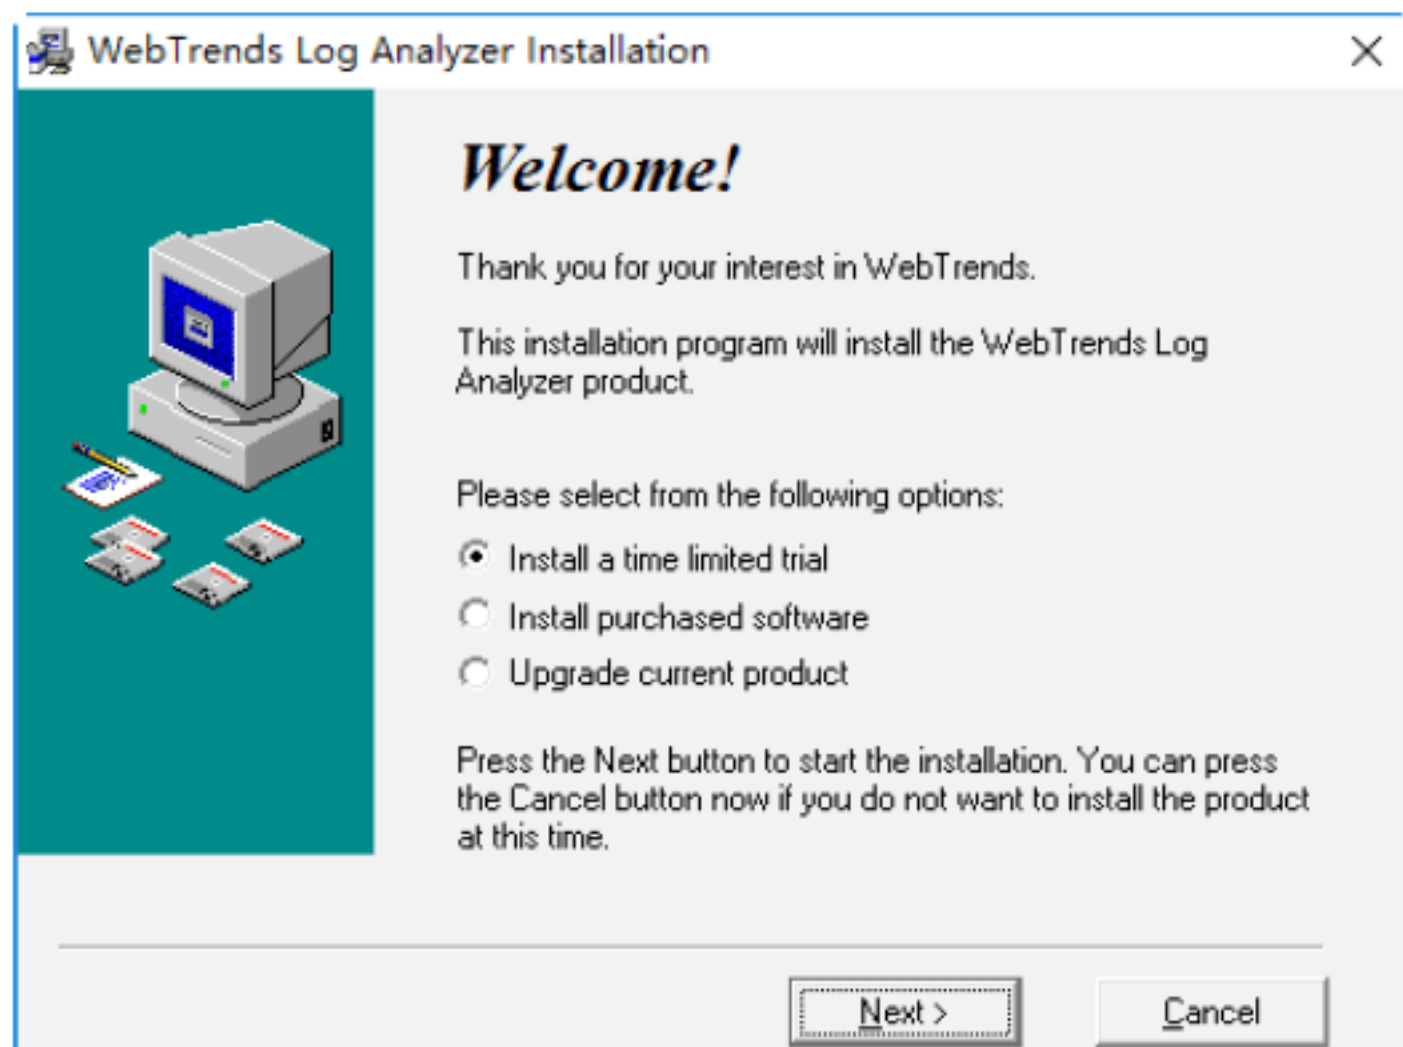 WebTrends Log Analyzer Installation
Welcome!
Thank you for your interest in WebTrends.
This installation program will install the WebTrends Log
Analyzer product.
Please select from the following options:
Install a time limited trial
Install purchased software
Upgrade current product
Press the Next button to start the installation. You can press
the Cancel button now if you do not want to install the product
at this time.
Next >
Cancel